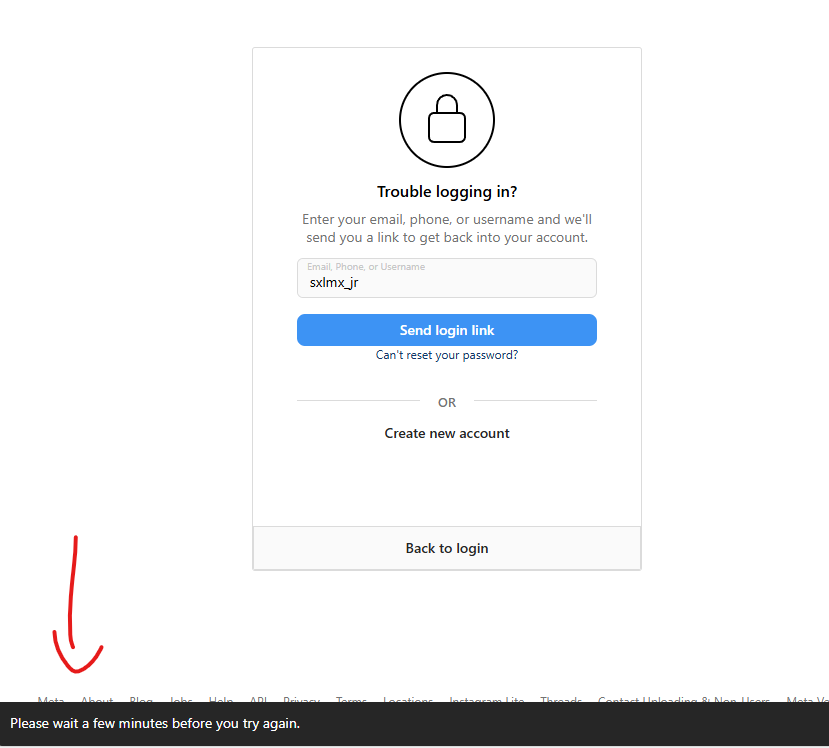 Trouble logging in?
Enter your email, phone, or username and we'll
send you a link to get back into your account.
Email, Phone, or Username
sxlmx_jr
Send login link
Can't reset your password?
OR
Create new account
Back to login
Meta About Blog Jobs Help API Privacy Terms Locations Instagram Lite Threads Contact Uploading & Non-Users Meta
Please wait a few minutes before you try again.